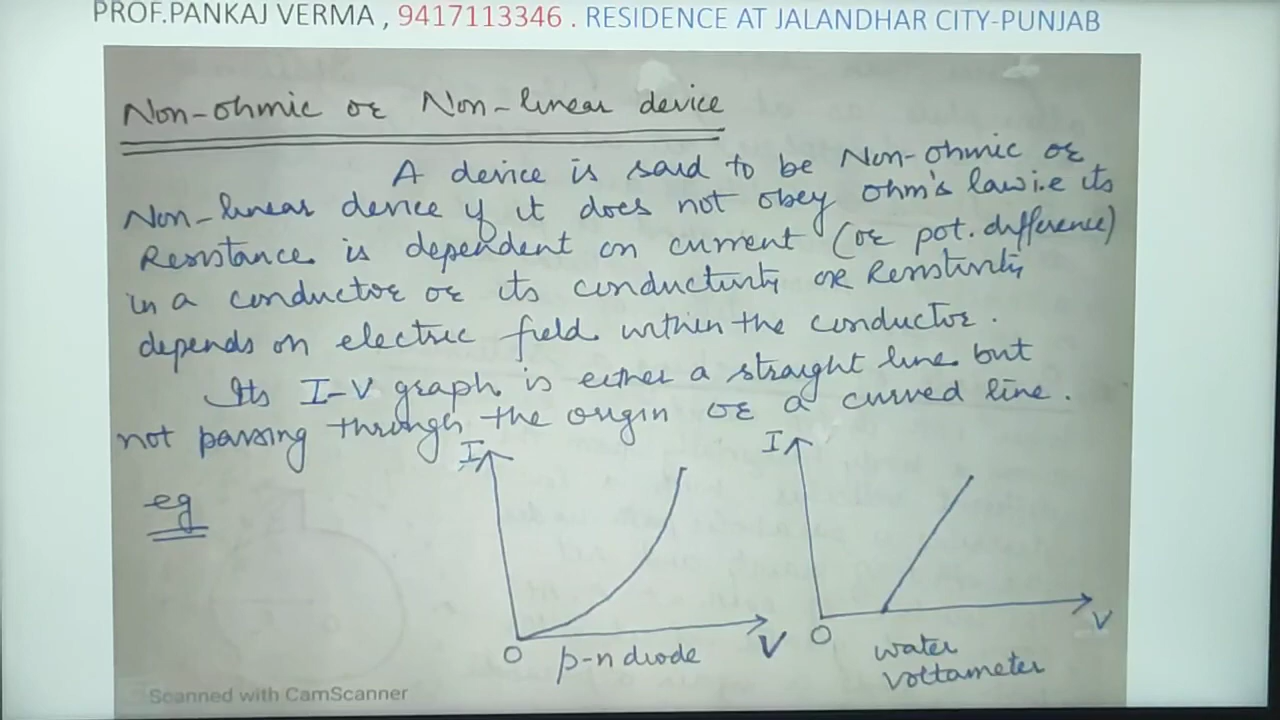 PROF.PANKAJ VERMA , 9417113346 . RESIDENCE AT JALANDHAR CITY-PUNJAB
Non-ohmic or Non-linear device
A device is said to be Non-ohmic or
Non-linear device if it does not obey ohm's law i.e its
Resistance is dependent on current (or pot. difference)
in a conductor or its conductivity or Resistivity
depends on electric field within the conductor.
Its I-V graph is either a straight line but
not passing through the origin or a curved line.
eg
I
I
O
V
O
V
p-n diode
water
voltameter
Scanned with CamScanner